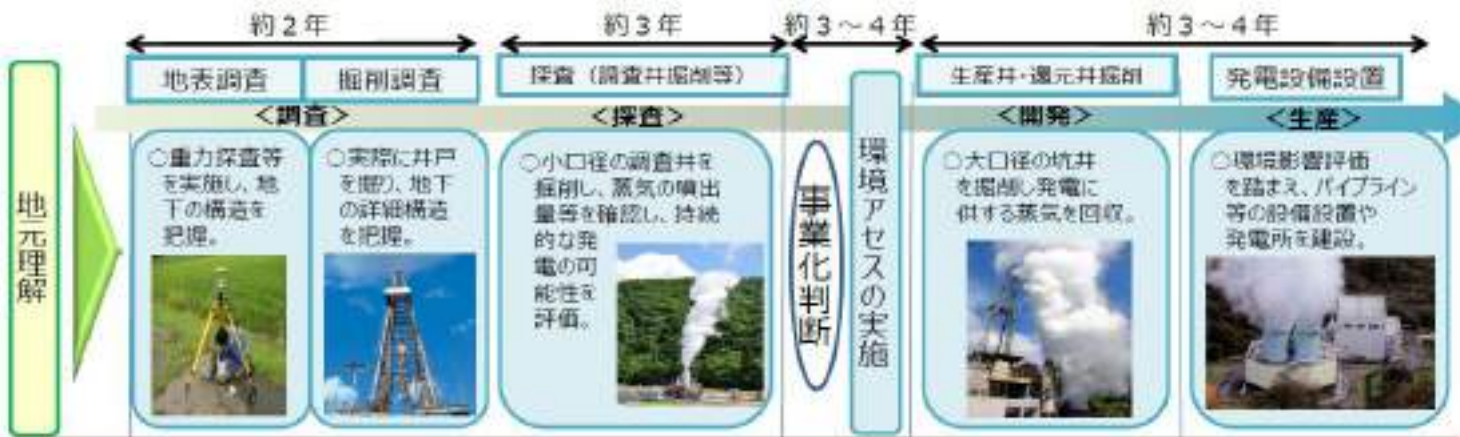 約2年
約3年
約3～4年
約3～4年
地元理解
地表調査
掘削調査
探査（調査井掘削等）
生産井・還元井掘削
発電設備設置
＜調査＞
＜探査＞
＜開発＞
＜生産＞
○重力探査等
を実施し、地
下の構造を
把握。
○実際に井戸
を掘り、地下
の詳細構造
を把握。
○小口径の調査井を
掘削し、蒸気の噴出
量等を確認し、持続
的な発
電の可
能性を
評価。
事業化判断
環境アセスの実施
○大口径の坑井
を掘削し発電に
供する蒸気を回収。
○環境影響評価
を踏まえ、パイプライン
等の設備設置や
発電所を建設。